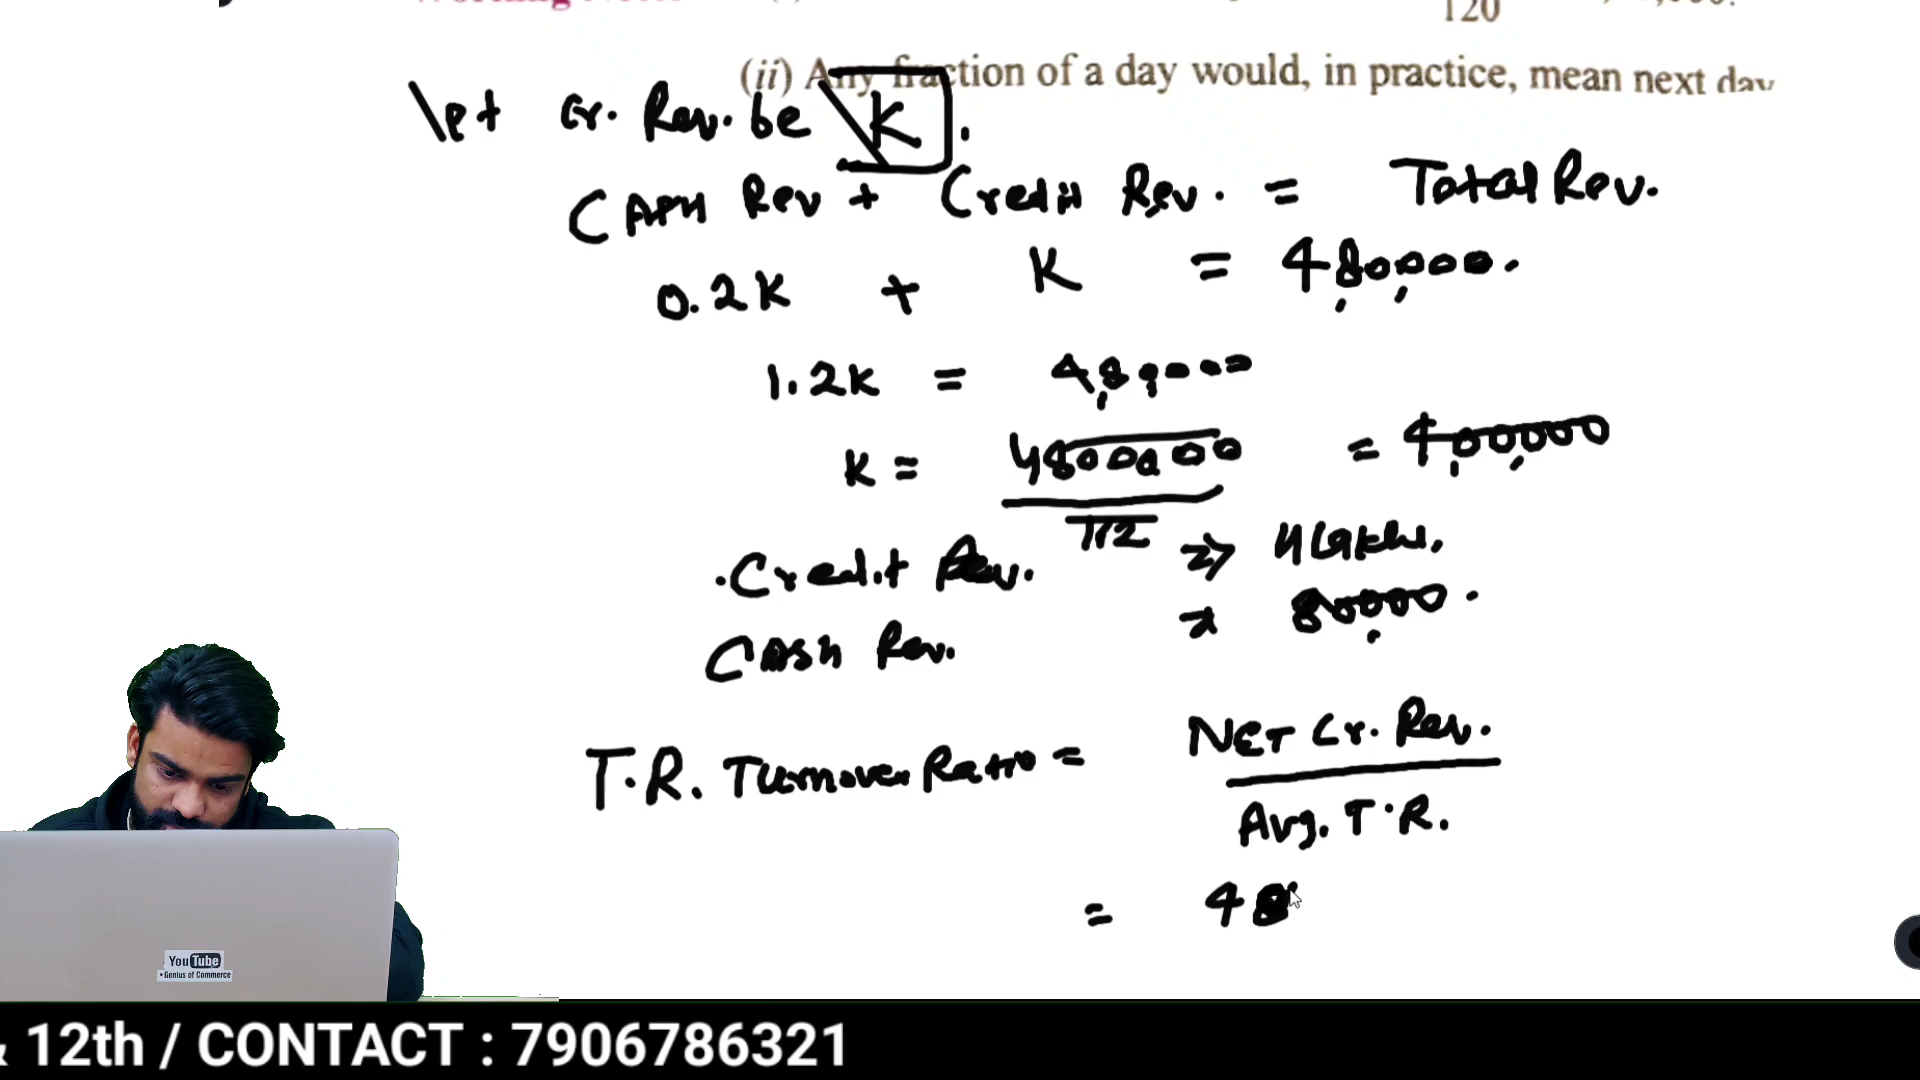 120
(ii) Any fraction of a day would, in practice, mean next day
let Cr. Rev. be K.
CASH Rev + Credit Rev. = Total Rev.
0.2K + K = 4,80,000.
1.2K = 4,80,000
K = 4800000 = 4,00,000
12
Credit Rev. => 4 Lakhs.
CASH Rev. 80,000.
T.R. Turnover Ratio = NET Cr. Rev.
Avg. T.R.
= 4
YouTube
Genius of Commerce
& 12th / CONTACT : 7906786321